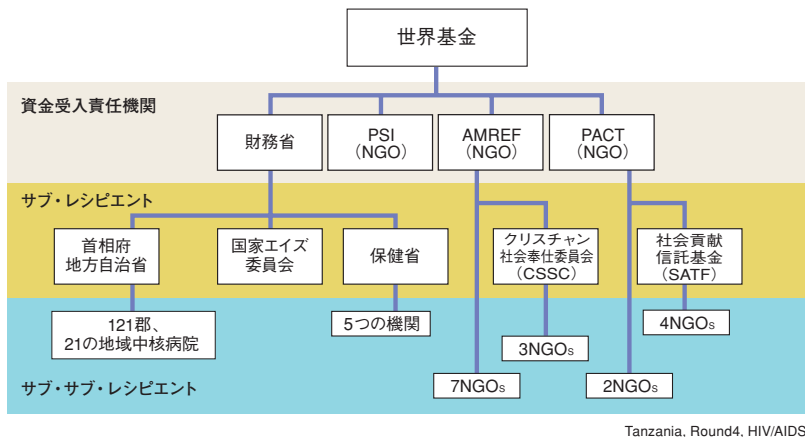 世界基金
資金受入責任機関
財務省
PSI
(NGO)
AMREF
(NGO)
PACT
(NGO)
サブ・レシピエント
首相府
地方自治省
国家エイズ
委員会
保健省
クリスチャン
社会奉仕委員会
(CSSC)
社会貢献
信託基金
(SATF)
121郡、
21の地域中核病院
5つの機関
3NGOs
4NGOs
サブ・サブ・レシピエント
7NGOs
2NGOs
Tanzania, Round4, HIV/AIDS